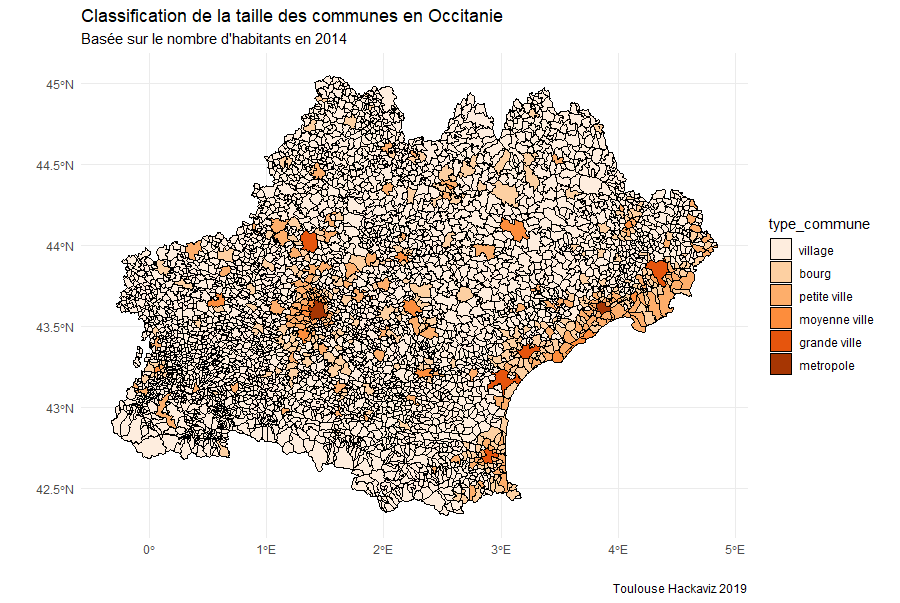 Classification de la taille des communes en Occitanie
Basée sur le nombre d'habitants en 2014
45°N
44.5°N
44°N
43.5°N
43°N
42.5°N
0°
1°E
2°E
3°E
4°E
5°E
type_commune
village
bourg
petite ville
moyenne ville
grande ville
metropole
Toulouse Hackaviz 2019